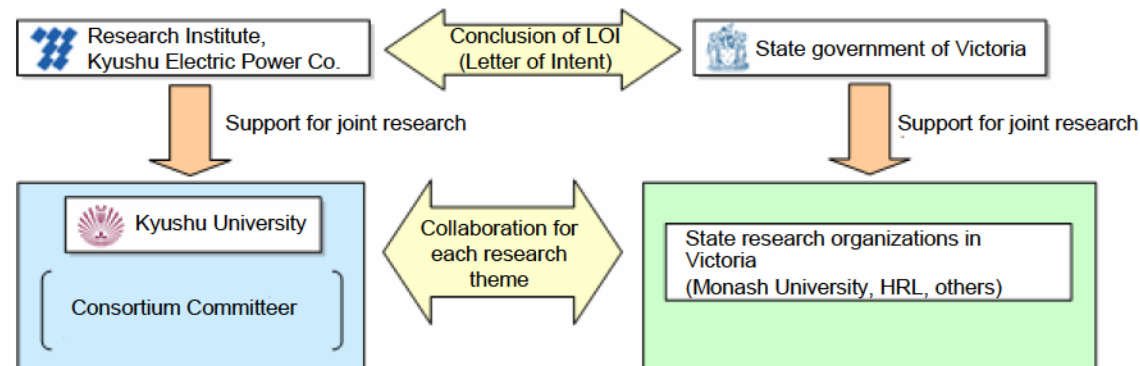 Research Institute,
Kyushu Electric Power Co.
Conclusion of LOI
(Letter of Intent)
State government of Victoria
Support for joint research
Support for joint research
Kyushu University
Consortium Committeer
Collaboration for
each research
theme
State research organizations in
Victoria
(Monash University, HRL, others)